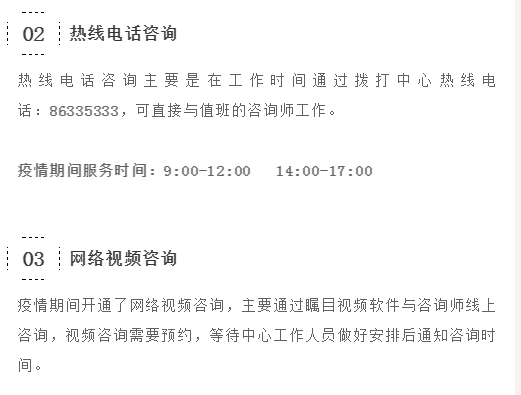 02 热线电话咨询
热线电话咨询主要是在工作时间通过拨打中心热线电
话：86335333，可直接与值班的咨询师工作。
疫情期间服务时间：9:00-12:00 14:00-17:00
03 网络视频咨询
疫情期间开通了网络视频咨询，主要通过瞩目视频软件与咨询师线上
咨询，视频咨询需要预约，等待中心工作人员做好安排后通知咨询时
间。